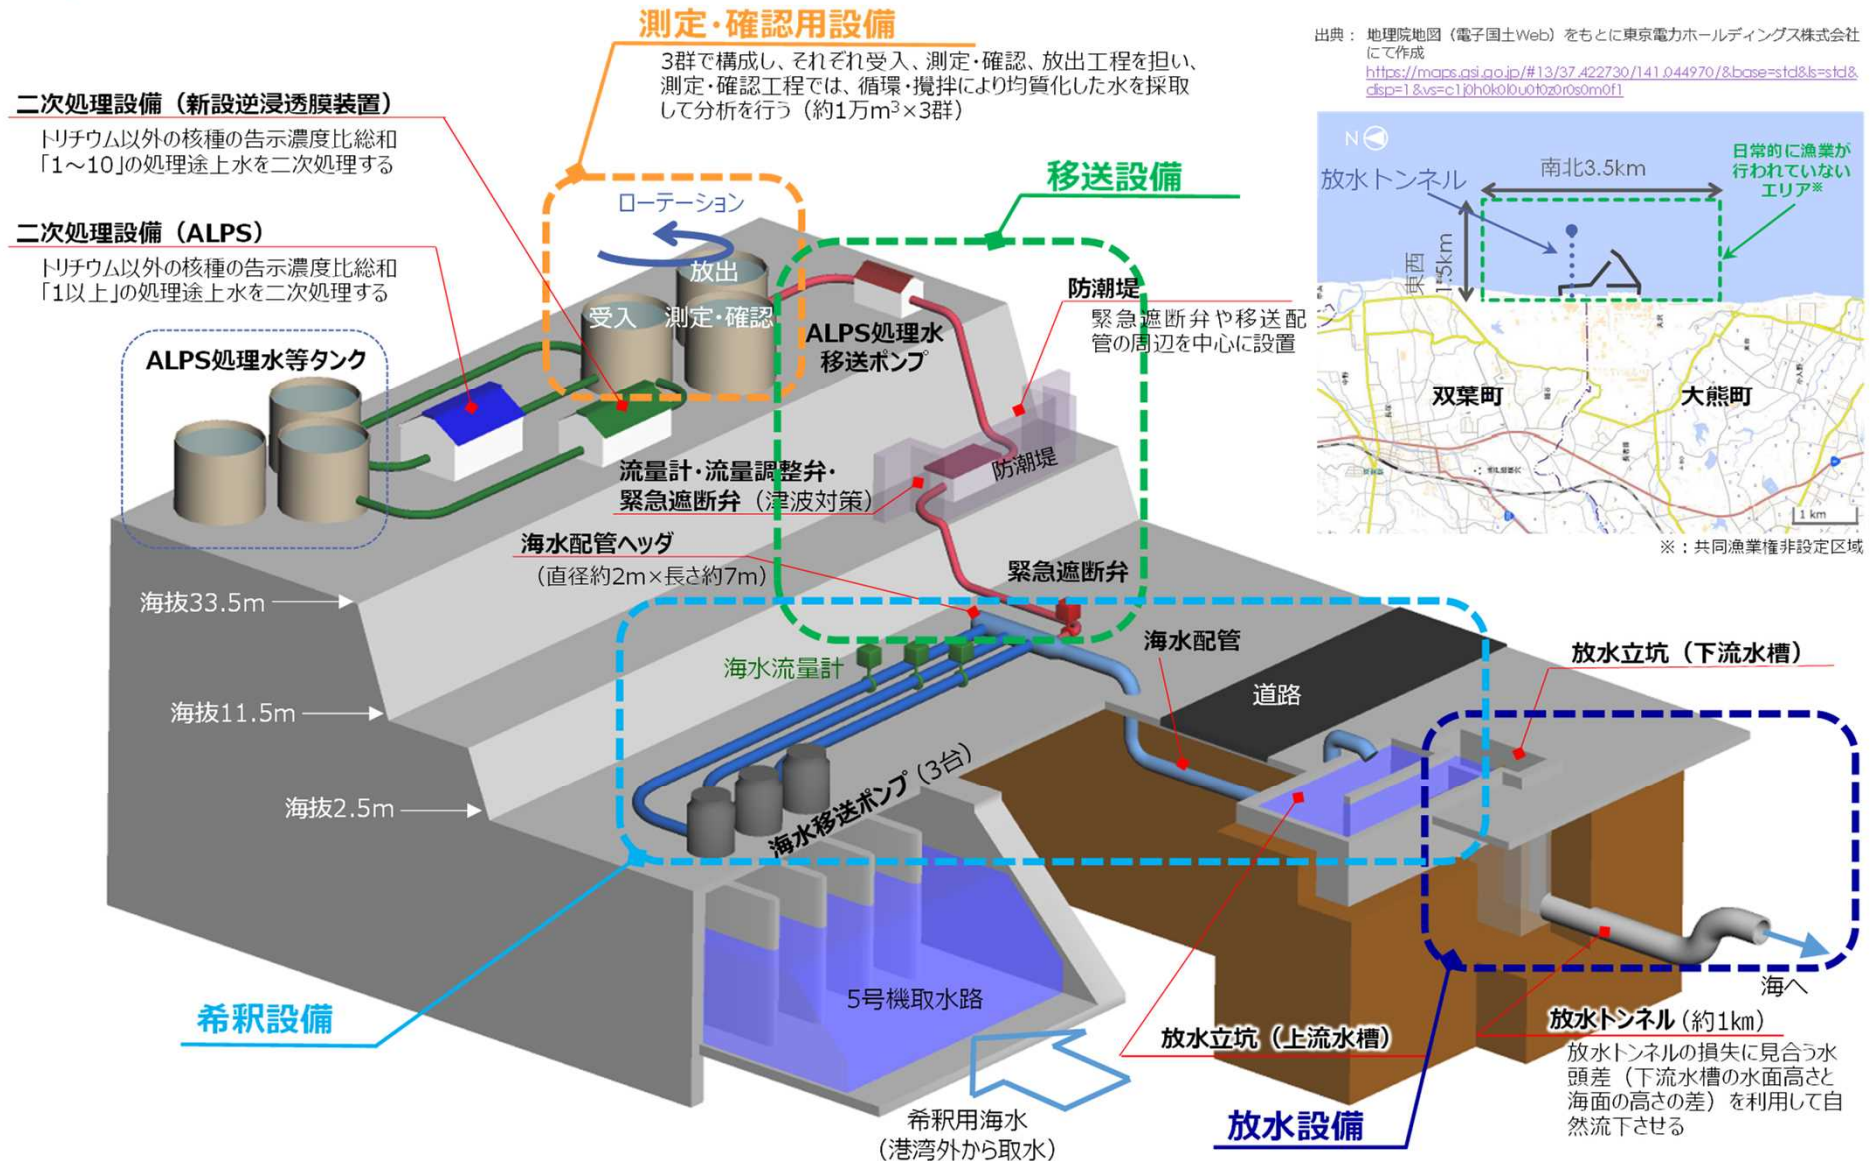 測定・確認用設備
3群で構成し、それぞれ受入、測定・確認、放出工程を担い、
測定・確認工程では、循環・攪拌により均質化した水を採取
して分析を行う（約1万m³×3群）
二次処理設備（新設逆浸透膜装置）
トリチウム以外の核種の告示濃度比総和
「1～10」の処理途上水を二次処理する
二次処理設備（ALPS）
トリチウム以外の核種の告示濃度比総和
「1以上」の処理途上水を二次処理する
ALPS処理水等タンク
ローテーション
放出
受入
測定・確認
移送設備
ALPS処理水
移送ポンプ
防潮堤
緊急遮断弁や移送配
管の周辺を中心に設置
防潮堤
流量計・流量調整弁・
緊急遮断弁（津波対策）
海水配管ヘッダ
（直径約2m×長さ約7m）
緊急遮断弁
海抜33.5m
海抜11.5m
海抜2.5m
海水流量計
海水配管
道路
放水立坑（下流水槽）
海水移送ポンプ（3台）
5号機取水路
希釈設備
希釈用海水
（港湾外から取水）
放水立坑（上流水槽）
放水設備
海へ
放水トンネル（約1km）
放水トンネルの損失に見合う水
頭差（下流水槽の水面高さと
海面の高さの差）を利用して自
然流下させる
出典： 地理院地図（電子国土Web）をもとに東京電力ホールディングス株式会社
にて作成
https://maps.gsi.go.jp/#13/37.422730/141.044970/&base=std&ls=std&
disp=1&vs=c1j0h0k0l0u0t0z0r0s0m0f1
N
放水トンネル
南北3.5km
東西
1.5km
日常的に漁業が
行われていない
エリア※
双葉町
大熊町
1 km
※：共同漁業権非設定区域